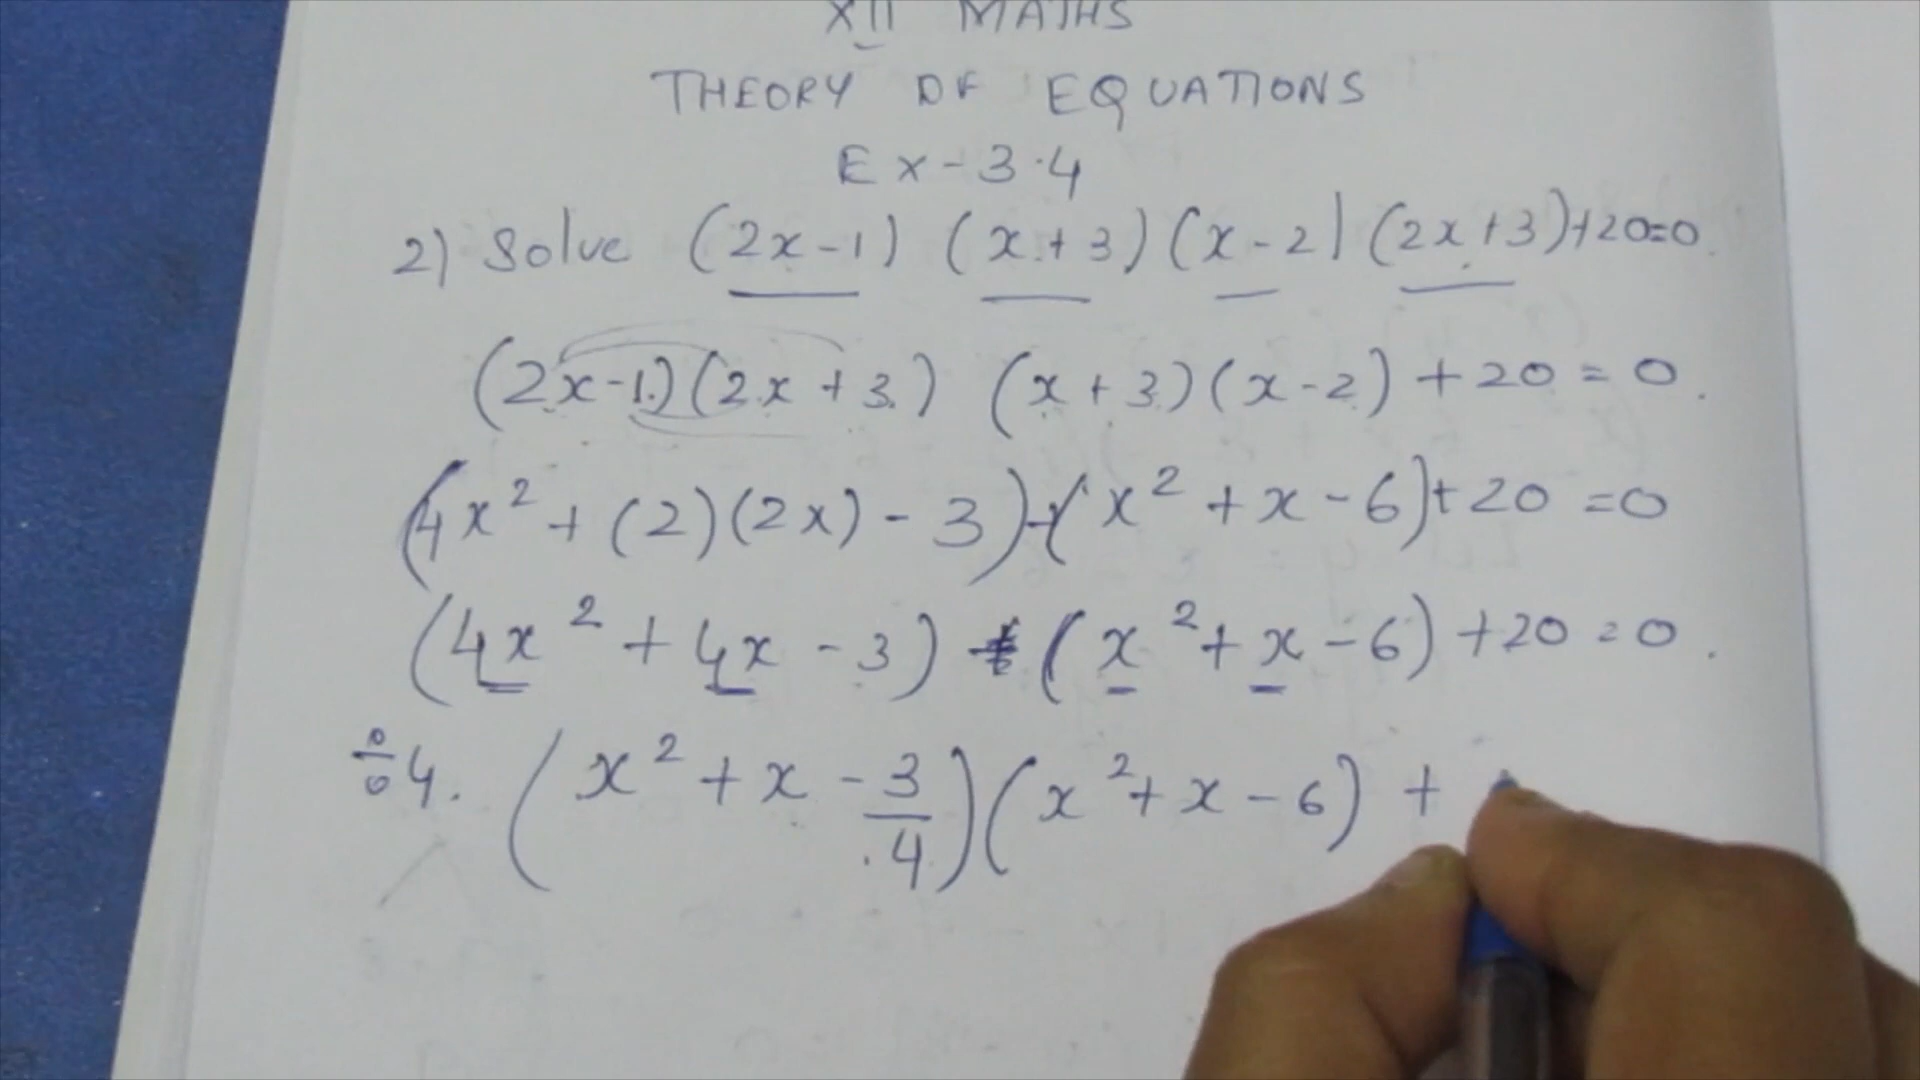 XII MATHS
THEORY OF EQUATIONS
Ex - 3.4
2) Solve (2x-1) (x+3) (x-2) (2x+3)+20=0.
(2x-1)(2x+3) (x+3)(x-2) + 20 = 0.
(4x² + (2)(2x) - 3) (x² + x - 6)+20 =0
(4x² + 4x - 3) (x² + x - 6) +20 = 0.
÷4. (x² + x - 3/4)(x² + x - 6) +